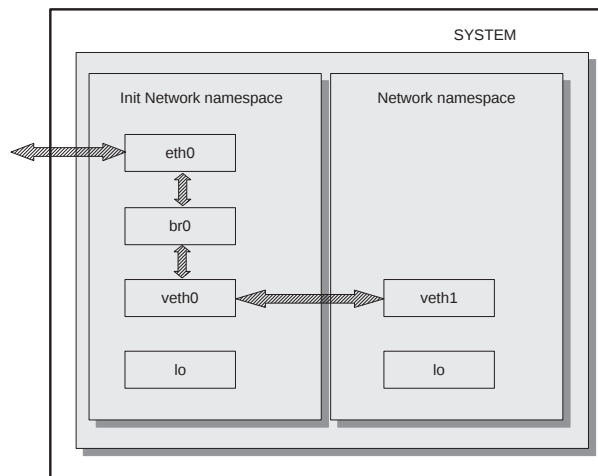 SYSTEM
Init Network namespace
Network namespace
eth0
br0
veth0
veth1
lo
lo